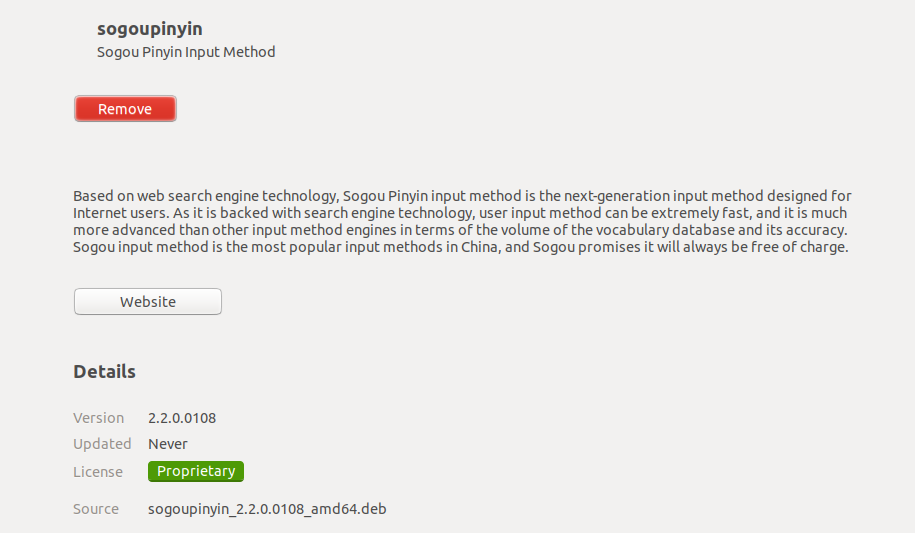 sogoupinyin
Sogou Pinyin Input Method
Remove
Based on web search engine technology, Sogou Pinyin input method is the next-generation input method designed for
Internet users. As it is backed with search engine technology, user input method can be extremely fast, and it is much
more advanced than other input method engines in terms of the volume of the vocabulary database and its accuracy.
Sogou input method is the most popular input methods in China, and Sogou promises it will always be free of charge.
Website
Details
Version 2.2.0.0108
Updated Never
License Proprietary
Source sogoupinyin_2.2.0.0108_amd64.deb